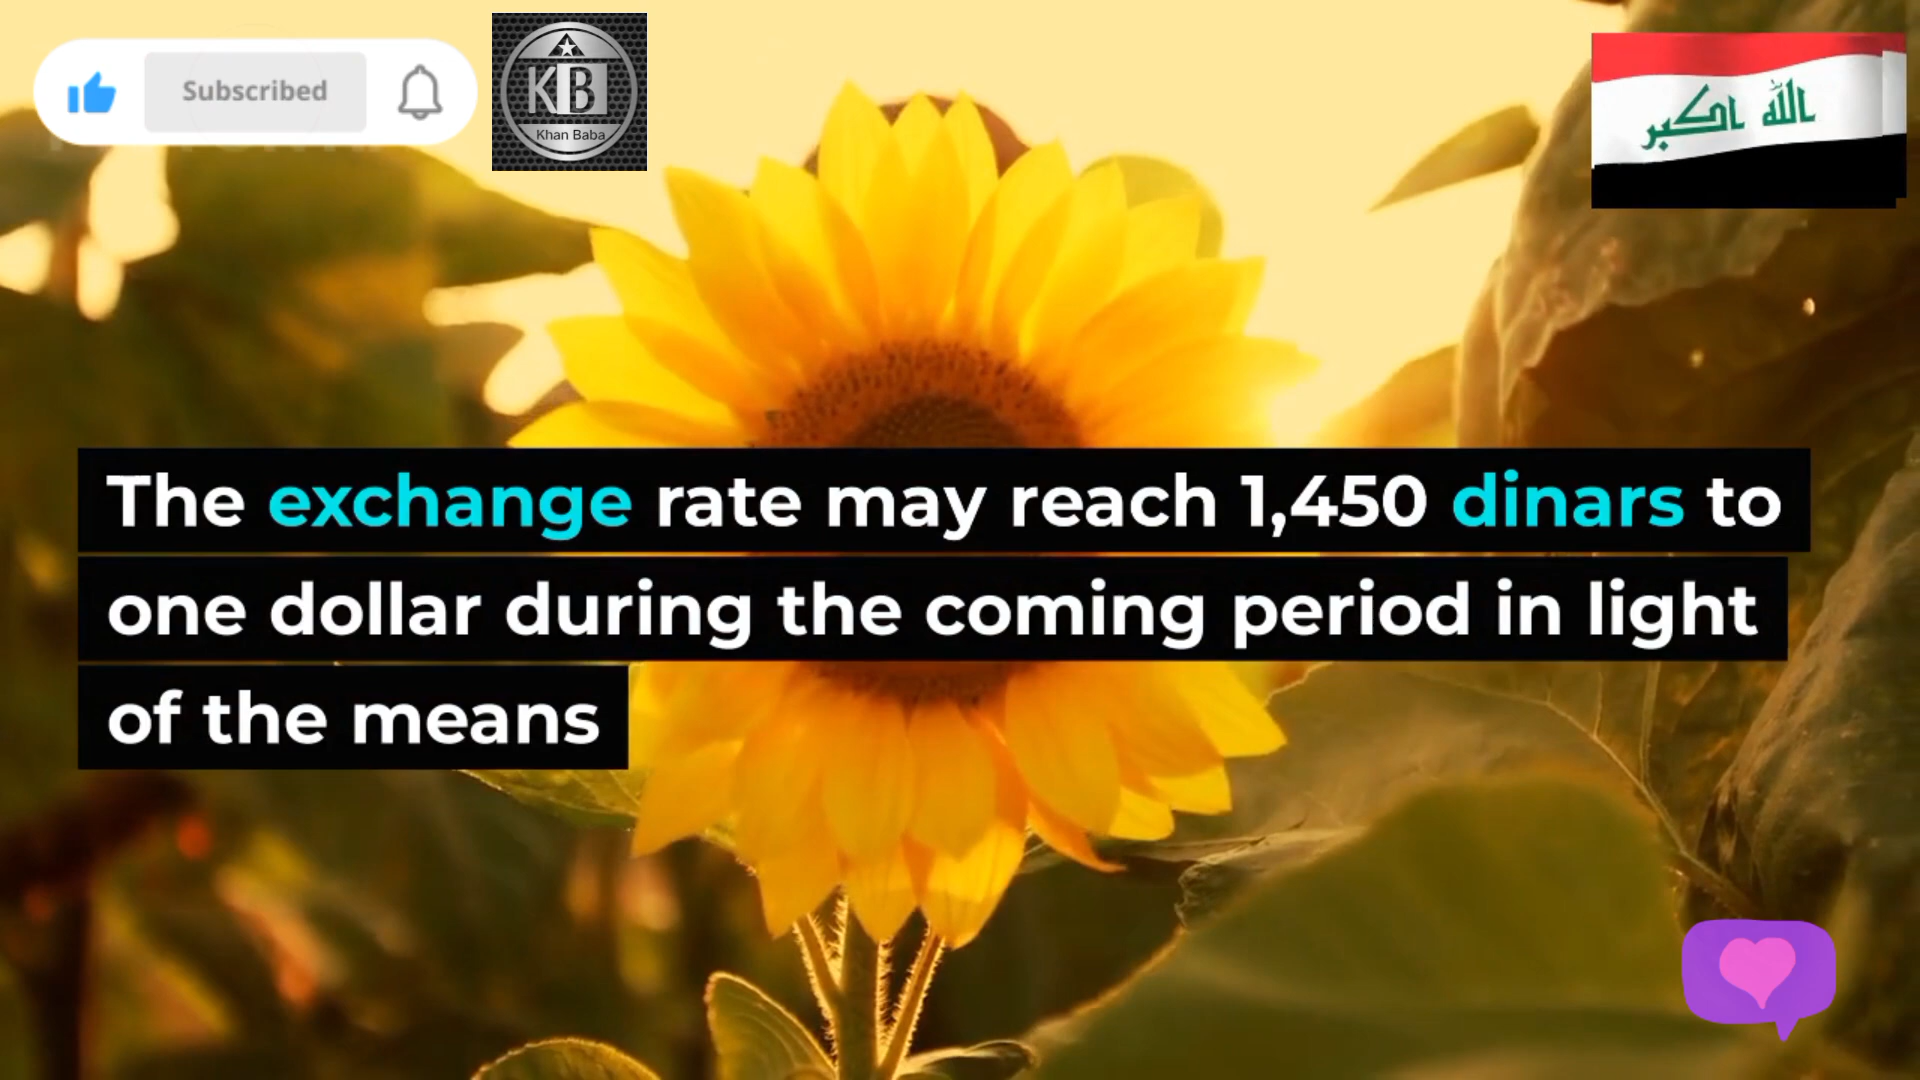 Subscribed
KB
Khan Baba
الله اكبر
The exchange rate may reach 1,450 dinars to
one dollar during the coming period in light
of the means